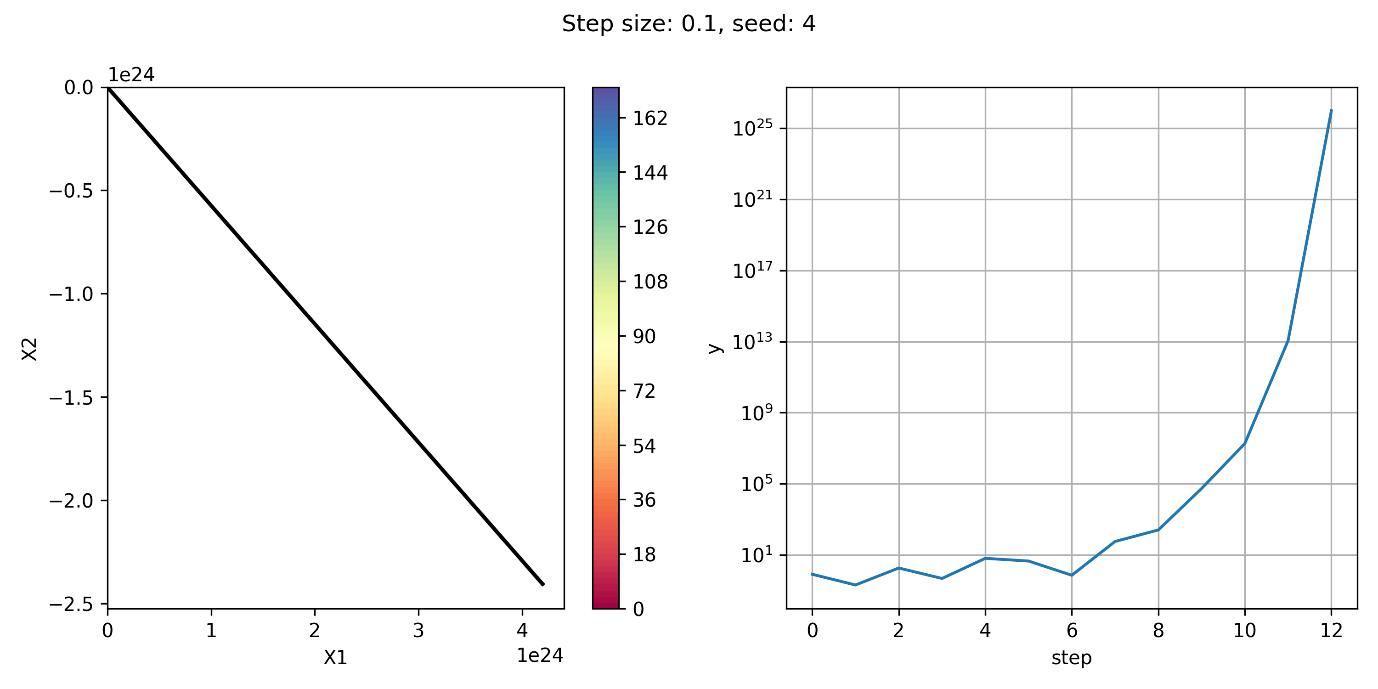 Step size: 0.1, seed: 4
1e24
0.0
−0.5
−1.0
−1.5
−2.0
−2.5
X2
0 1 2 3 4
1e24
X1
162
144
126
108
90
72
54
36
18
0
10^25
10^21
10^17
10^13
10^9
10^5
10^1
y
0 2 4 6 8 10 12
step